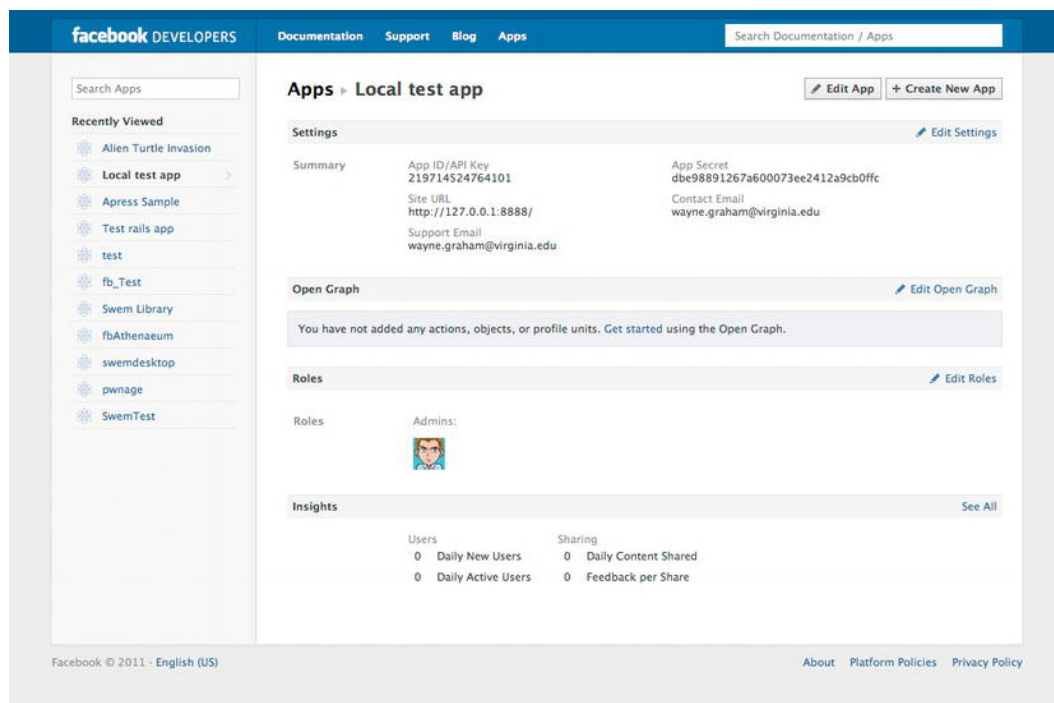 facebook DEVELOPERS Documentation Support Blog Apps Search Documentation / Apps
Search Apps
Recently Viewed
Alien Turtle Invasion
Local test app
Apress Sample
Test rails app
test
fb_Test
Swem Library
fbAthenaeum
swemdesktop
pwnage
SwemTest
Apps ▸ Local test app Edit App + Create New App
Settings Edit Settings
Summary App ID/API Key App Secret
219714524764101 dbe98891267a600073ee2412a9cb0ffc
Site URL Contact Email
http://127.0.0.1:8888/ wayne.graham@virginia.edu
Support Email
wayne.graham@virginia.edu
Open Graph Edit Open Graph
You have not added any actions, objects, or profile units. Get started using the Open Graph.
Roles Edit Roles
Roles Admins:
Insights See All
Users Sharing
0 Daily New Users 0 Daily Content Shared
0 Daily Active Users 0 Feedback per Share
Facebook © 2011 · English (US) About Platform Policies Privacy Policy